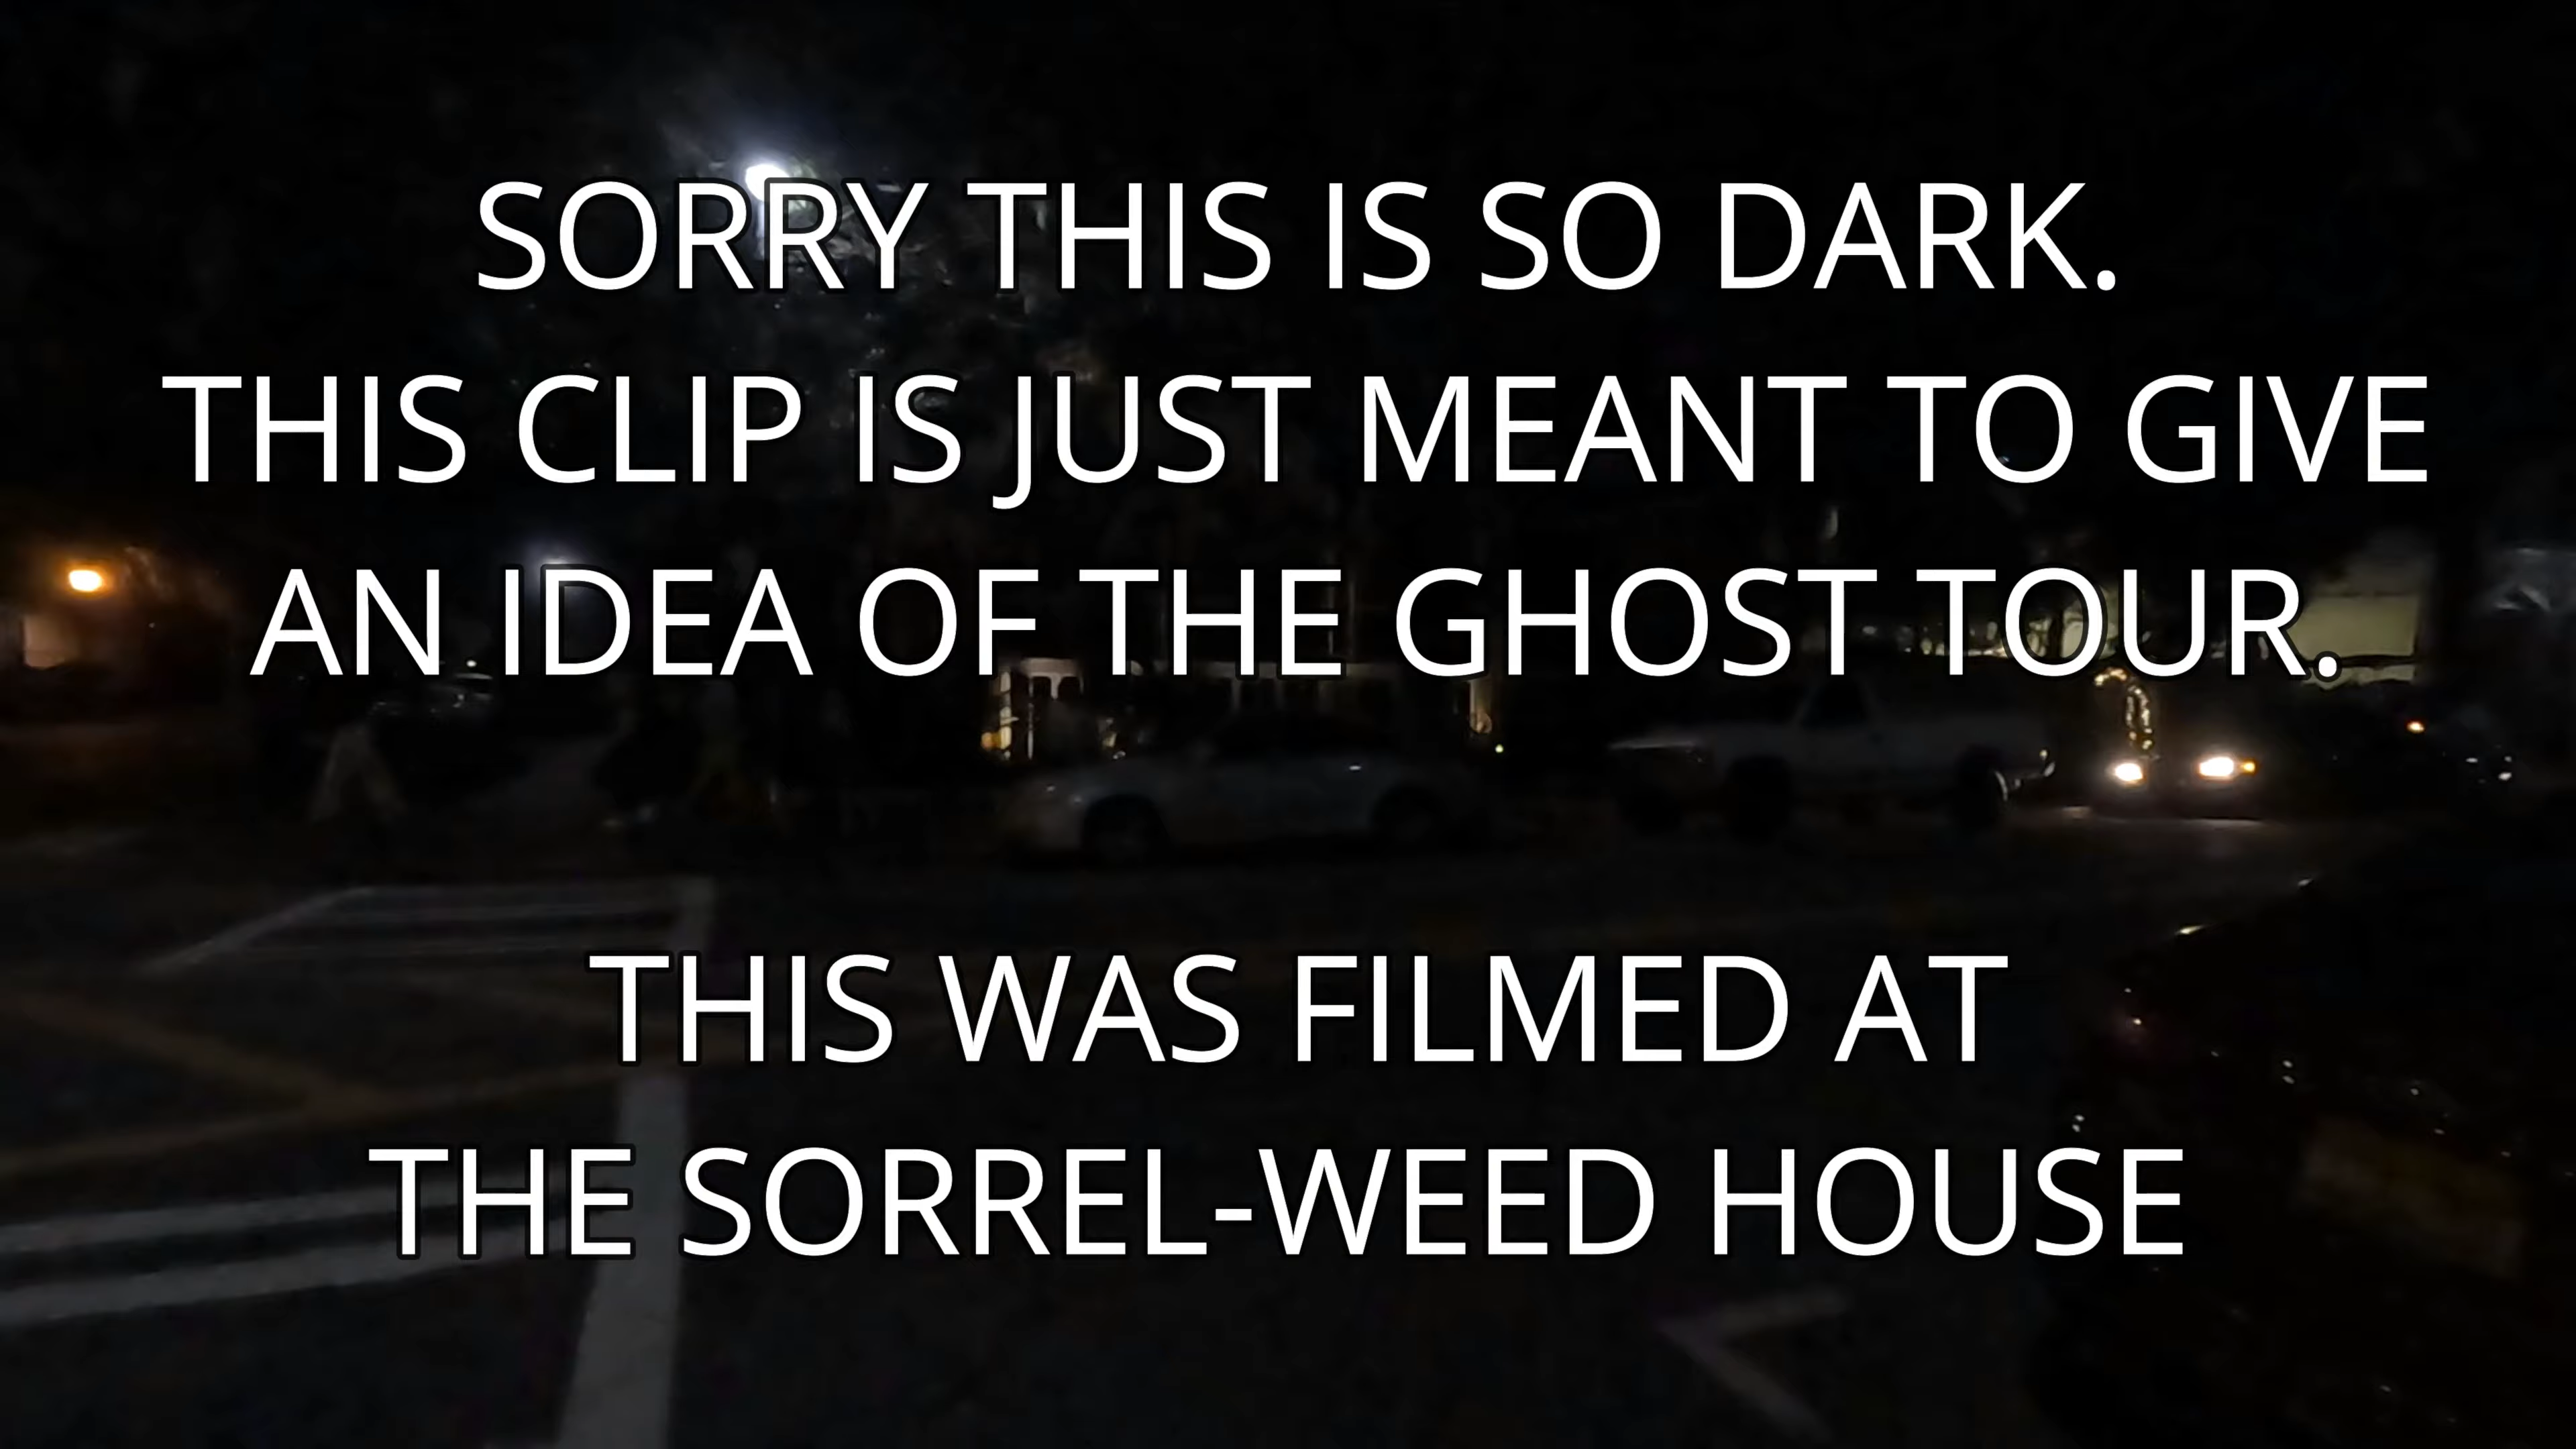 SORRY THIS IS SO DARK.
THIS CLIP IS JUST MEANT TO GIVE
AN IDEA OF THE GHOST TOUR.
THIS WAS FILMED AT
THE SORREL-WEED HOUSE